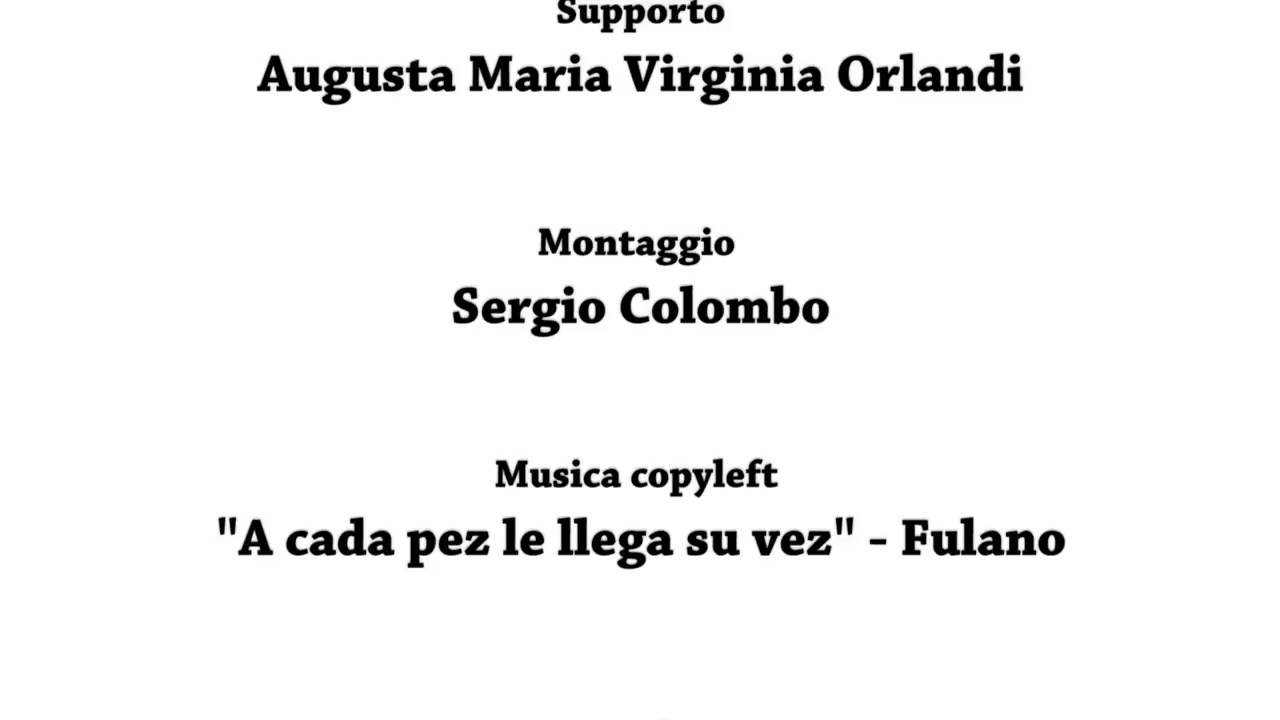 Supporto
Augusta Maria Virginia Orlandi
Montaggio
Sergio Colombo
Musica copyleft
"A cada pez le llega su vez" - Fulano